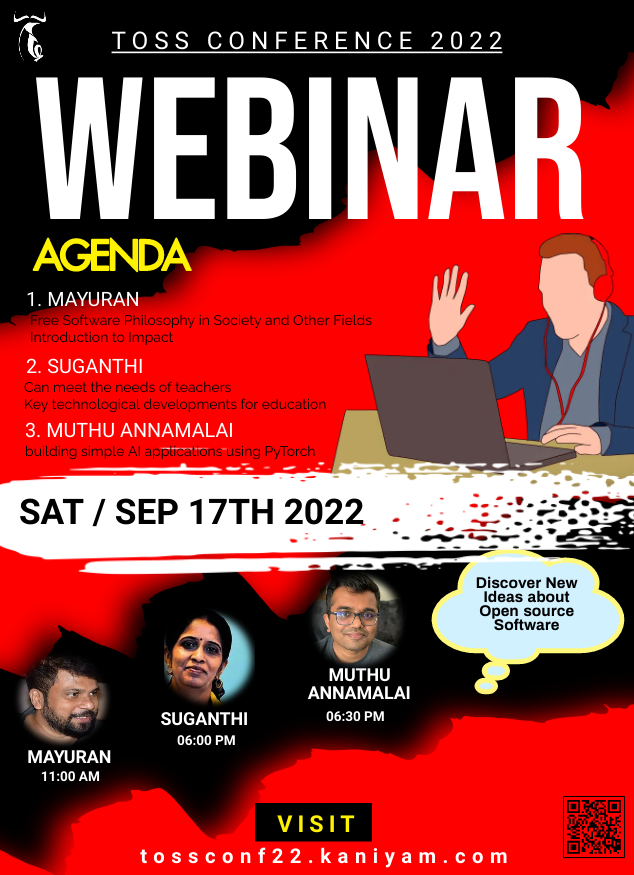 TOSS CONFERENCE 2022
WEBINAR
AGENDA
1. MAYURAN
Free Software Philosophy in Society and Other Fields
Introduction to Impact
2. SUGANTHI
Can meet the needs of teachers
Key technological developments for education
3. MUTHU ANNAMALAI
building simple AI applications using PyTorch
SAT / SEP 17TH 2022
Discover New
Ideas about
Open source
Software
MAYURAN
11:00 AM
SUGANTHI
06:00 PM
MUTHU
ANNAMALAI
06:30 PM
VISIT
tossconf22.kaniyam.com